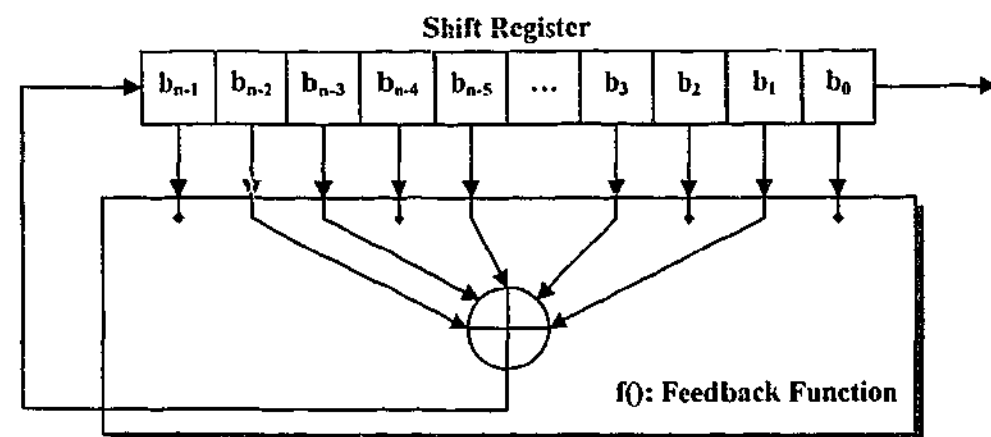 Shift Register
bn-1 bn-2 bn-3 bn-4 bn-5 ... b3 b2 b1 b0
f(): Feedback Function